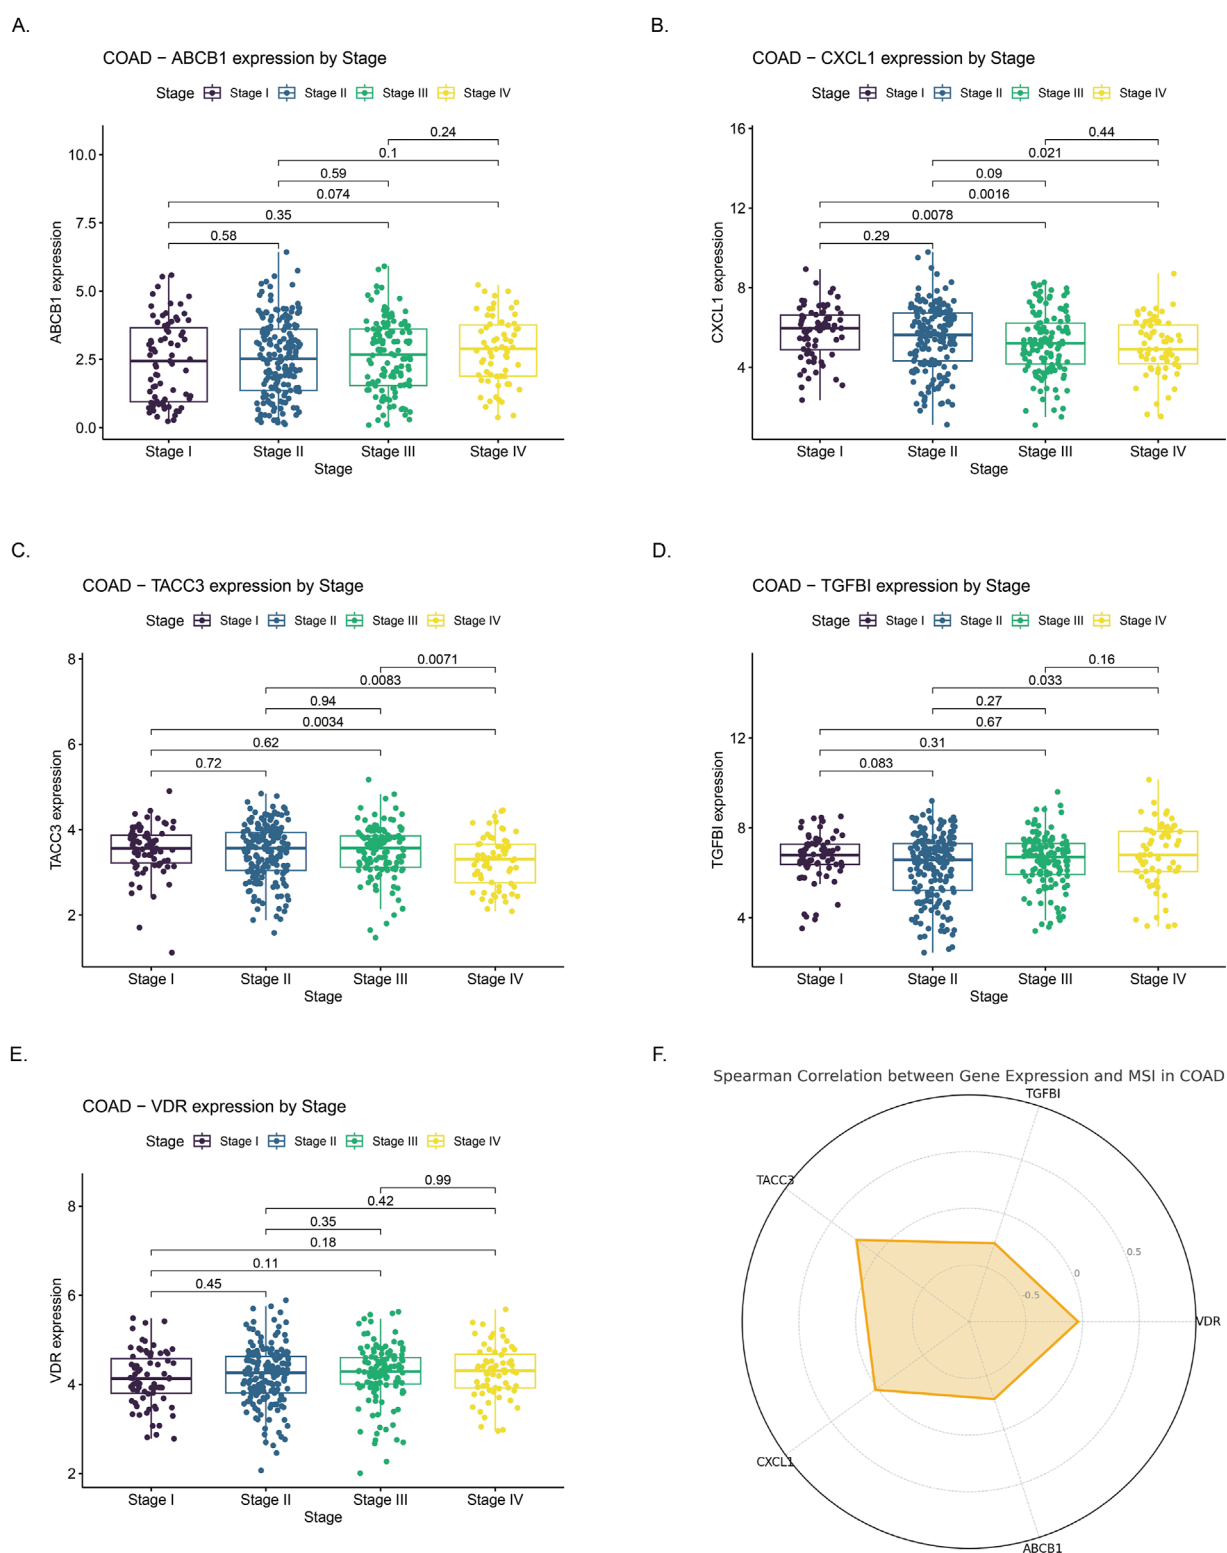 A.
COAD − ABCB1 expression by Stage
Stage Stage I Stage II Stage III Stage IV
0.24
0.1
0.59
0.074
0.35
0.58
10.0
7.5
5.0
2.5
0.0
ABCB1 expression
Stage I Stage II Stage III Stage IV
Stage
B.
COAD − CXCL1 expression by Stage
Stage Stage I Stage II Stage III Stage IV
0.44
0.021
0.09
0.0016
0.0078
0.29
16
12
8
4
CXCL1 expression
Stage I Stage II Stage III Stage IV
Stage
C.
COAD − TACC3 expression by Stage
Stage Stage I Stage II Stage III Stage IV
0.0071
0.0083
0.94
0.0034
0.62
0.72
8
6
4
2
TACC3 expression
Stage I Stage II Stage III Stage IV
Stage
D.
COAD − TGFBI expression by Stage
Stage Stage I Stage II Stage III Stage IV
0.16
0.033
0.27
0.67
0.31
0.083
12
8
4
TGFBI expression
Stage I Stage II Stage III Stage IV
Stage
E.
COAD − VDR expression by Stage
Stage Stage I Stage II Stage III Stage IV
0.99
0.42
0.35
0.18
0.11
0.45
8
6
4
2
VDR expression
Stage I Stage II Stage III Stage IV
Stage
F.
Spearman Correlation between Gene Expression and MSI in COAD
TGFBI
TACC3
0.5
0
-0.5
VDR
CXCL1
ABCB1